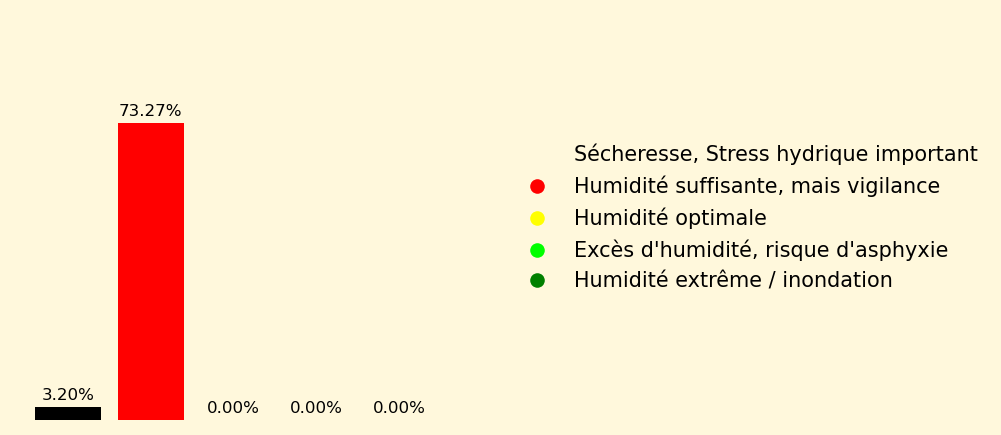 73.27%
3.20%
0.00%
0.00%
0.00%
Sécheresse, Stress hydrique important
Humidité suffisante, mais vigilance
Humidité optimale
Excès d'humidité, risque d'asphyxie
Humidité extrême / inondation